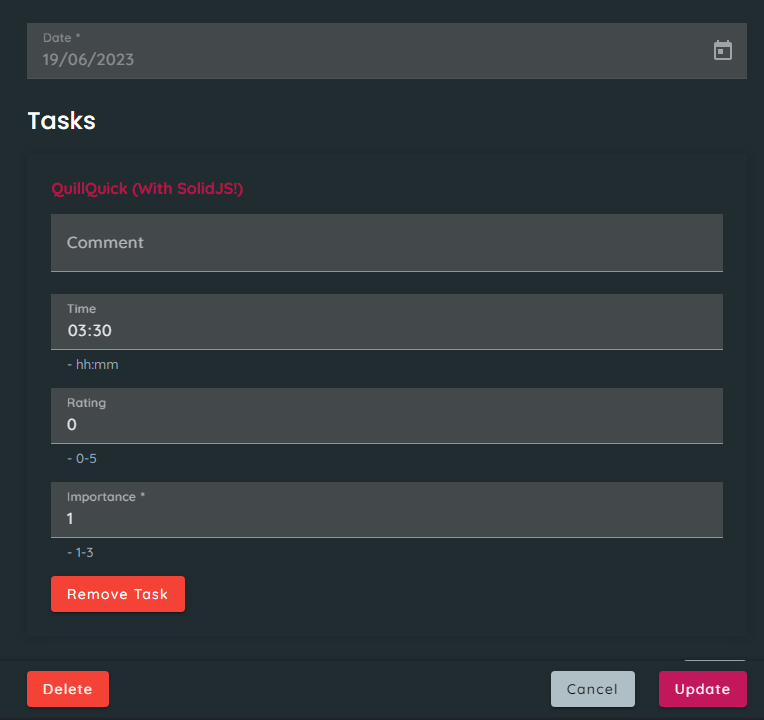 Date *
19/06/2023
Tasks
QuillQuick (With SolidJS!)
Comment
Time
03:30
- hh:mm
Rating
0
- 0-5
Importance *
1
- 1-3
Remove Task
Delete
Cancel
Update